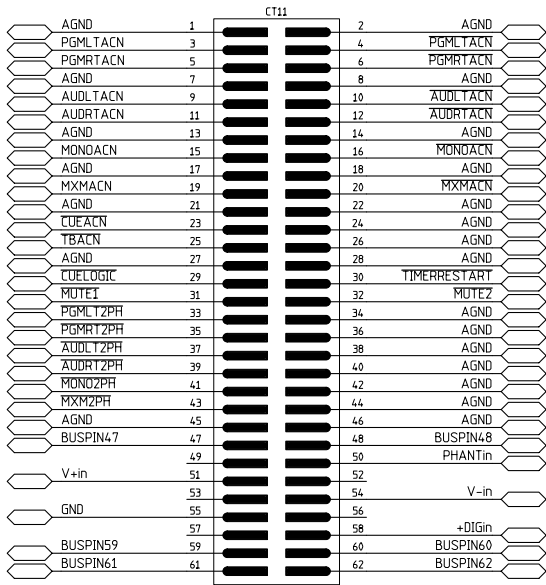 CT11
AGND 1 2 AGND
PGMLTACN 3 4 PGMLTACN
PGMRTACN 5 6 PGMRTACN
AGND 7 8 AGND
AUDLTACN 9 10 AUDLTACN
AUDRTACN 11 12 AUDRTACN
AGND 13 14 AGND
MONOACN 15 16 MONOACN
AGND 17 18 AGND
MXMACN 19 20 MXMACN
AGND 21 22 AGND
CUEACN 23 24 AGND
TBACN 25 26 AGND
AGND 27 28 AGND
CUELOGIC 29 30 TIMERRESTART
MUTE1 31 32 MUTE2
PGMLT2PH 33 34 AGND
PGMRT2PH 35 36 AGND
AUDLT2PH 37 38 AGND
AUDRT2PH 39 40 AGND
MONO2PH 41 42 AGND
MXM2PH 43 44 AGND
AGND 45 46 AGND
BUSPIN47 47 48 BUSPIN48
49 50 PHANTin
V+in 51 52
53 54 V-in
GND 55 56
57 58 +DIGin
BUSPIN59 59 60 BUSPIN60
BUSPIN61 61 62 BUSPIN62